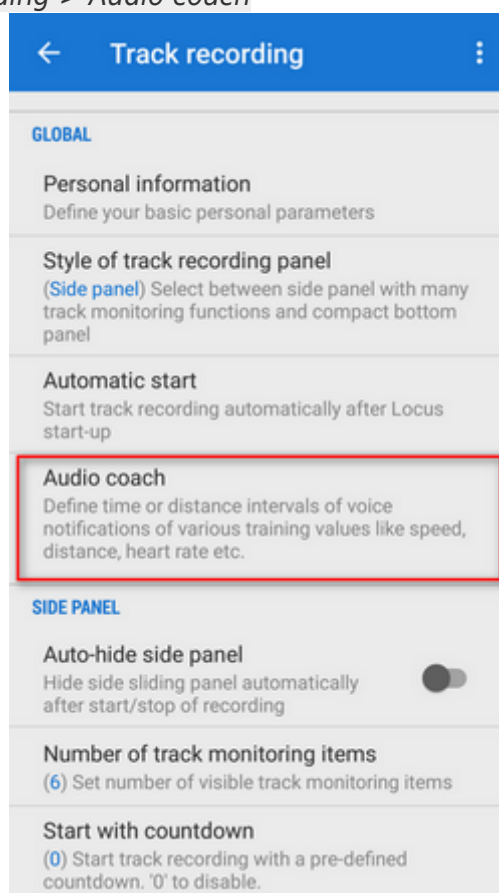 > Audio coach
Track recording
GLOBAL
Personal information
Define your basic personal parameters
Style of track recording panel
(Side panel) Select between side panel with many
track monitoring functions and compact bottom
panel
Automatic start
Start track recording automatically after Locus
start-up
Audio coach
Define time or distance intervals of voice
notifications of various training values like speed,
distance, heart rate etc.
SIDE PANEL
Auto-hide side panel
Hide side sliding panel automatically
after start/stop of recording
Number of track monitoring items
(6) Set number of visible track monitoring items
Start with countdown
(0) Start track recording with a pre-defined
countdown. '0' to disable.